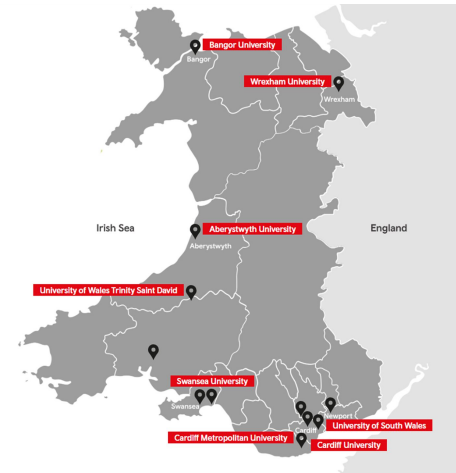 Bangor University
Bangor
Wrexham University
Wrexham
Irish Sea
England
Aberystwyth University
Aberystwyth
University of Wales Trinity Saint David
Swansea University
Swansea
Newport
University of South Wales
Cardiff
Cardiff Metropolitan University
Cardiff University